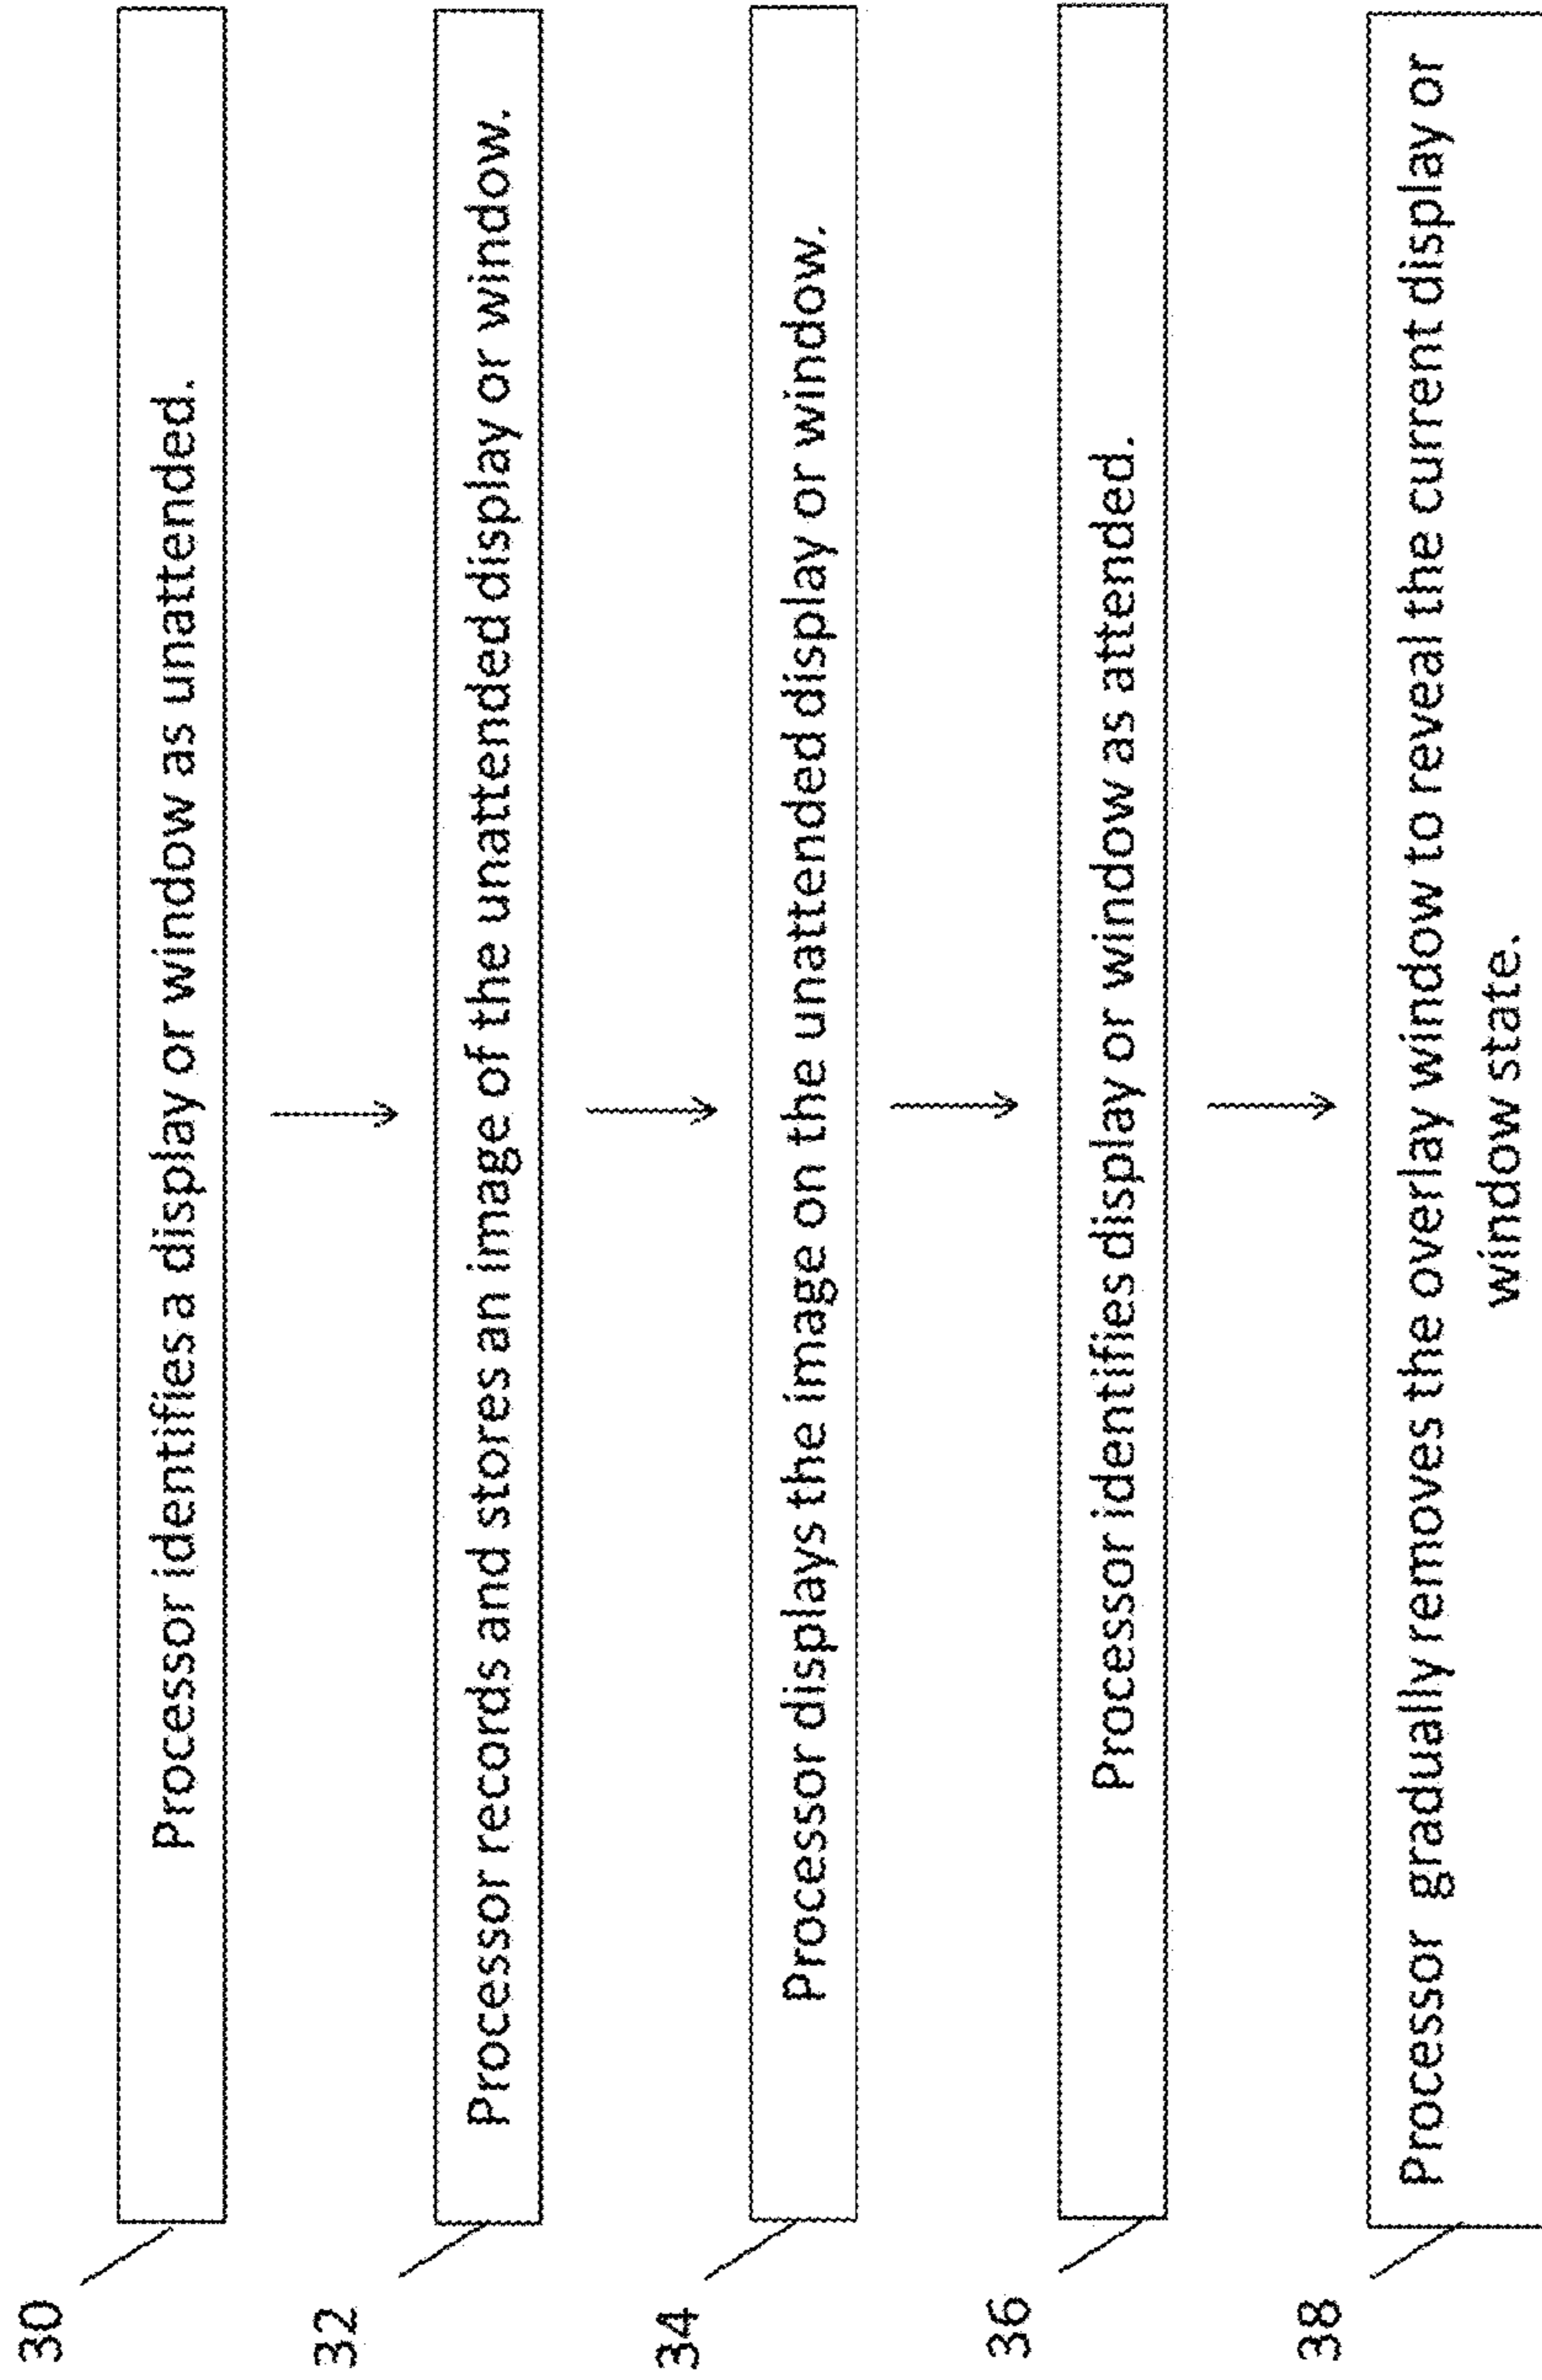 30
Processor identifies a display or window as unattended.
32
Processor records and stores an image of the unattended display or window.
34
Processor displays the image on the unattended display or window.
36
Processor identifies display or window as attended.
38
Processor gradually removes the overlay window to reveal the current display or
window state.